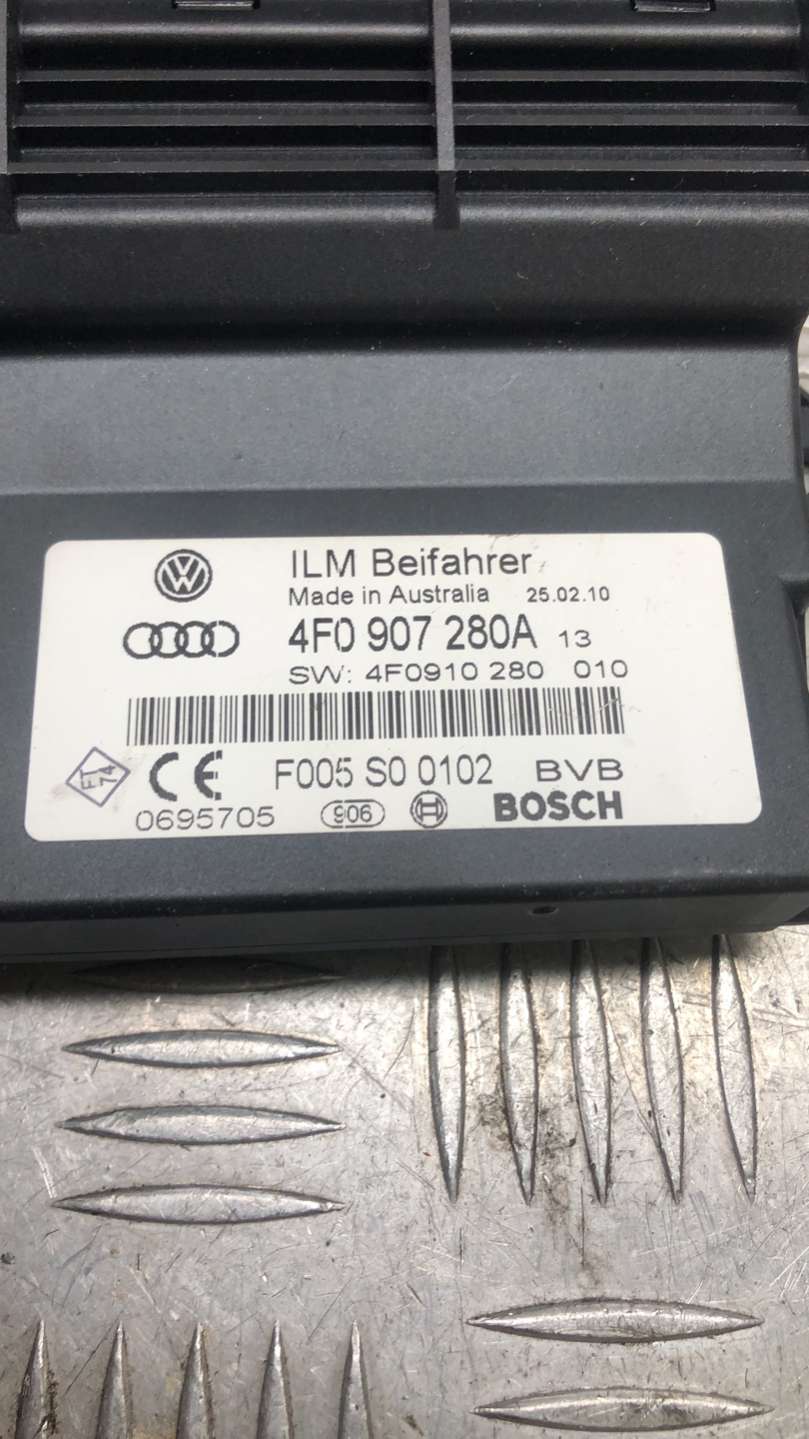 ILM Beifahrer
Made in Australia 25.02.10
4F0 907 280A 13
SW: 4F0910 280 010
F005 S0 0102 BVB
0695705 906 BOSCH